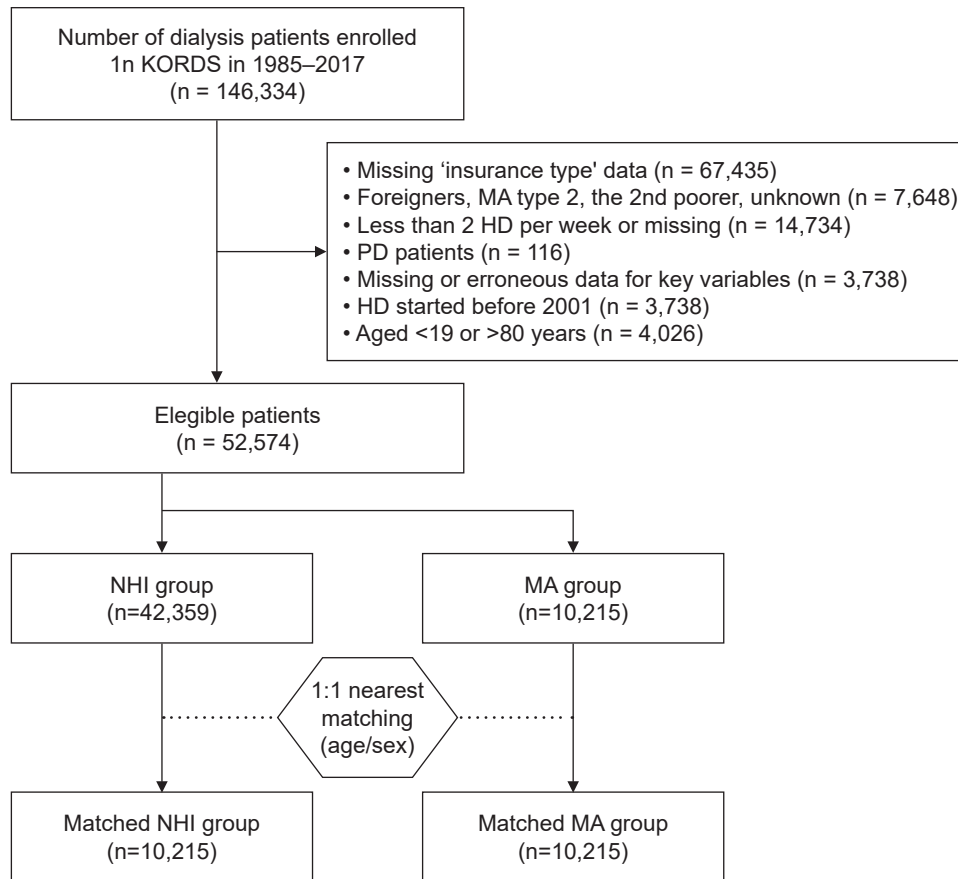 Number of dialysis patients enrolled
1n KORDS in 1985–2017
(n = 146,334)
• Missing ‘insurance type' data (n = 67,435)
• Foreigners, MA type 2, the 2nd poorer, unknown (n = 7,648)
• Less than 2 HD per week or missing (n = 14,734)
• PD patients (n = 116)
• Missing or erroneous data for key variables (n = 3,738)
• HD started before 2001 (n = 3,738)
• Aged <19 or >80 years (n = 4,026)
Elegible patients
(n = 52,574)
NHI group
(n=42,359)
MA group
(n=10,215)
1:1 nearest
matching
(age/sex)
Matched NHI group
(n=10,215)
Matched MA group
(n=10,215)